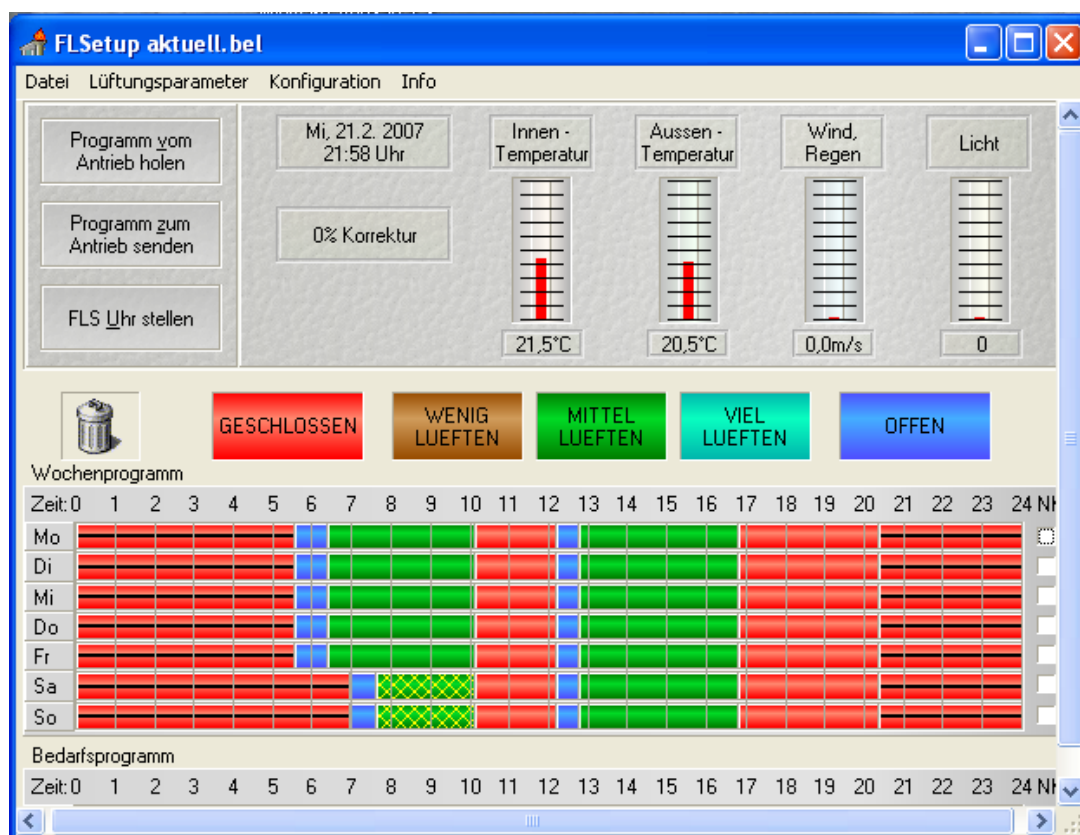 FLSetup aktuell.bel
Datei Lüftungsparameter Konfiguration Info
Programm vom
Antrieb holen
Programm zum
Antrieb senden
FLS Uhr stellen
Mi, 21.2. 2007
21:58 Uhr
0% Korrektur
Innen -
Temperatur
21,5°C
Aussen -
Temperatur
20,5°C
Wind,
Regen
0,0m/s
Licht
0
GESCHLOSSEN
WENIG
LUEFTEN
MITTEL
LUEFTEN
VIEL
LUEFTEN
OFFEN
Wochenprogramm
Zeit: 0 1 2 3 4 5 6 7 8 9 10 11 12 13 14 15 16 17 18 19 20 21 22 23 24
Mo
Di
Mi
Do
Fr
Sa
So
Bedarfsprogramm
Zeit: 0 1 2 3 4 5 6 7 8 9 10 11 12 13 14 15 16 17 18 19 20 21 22 23 24